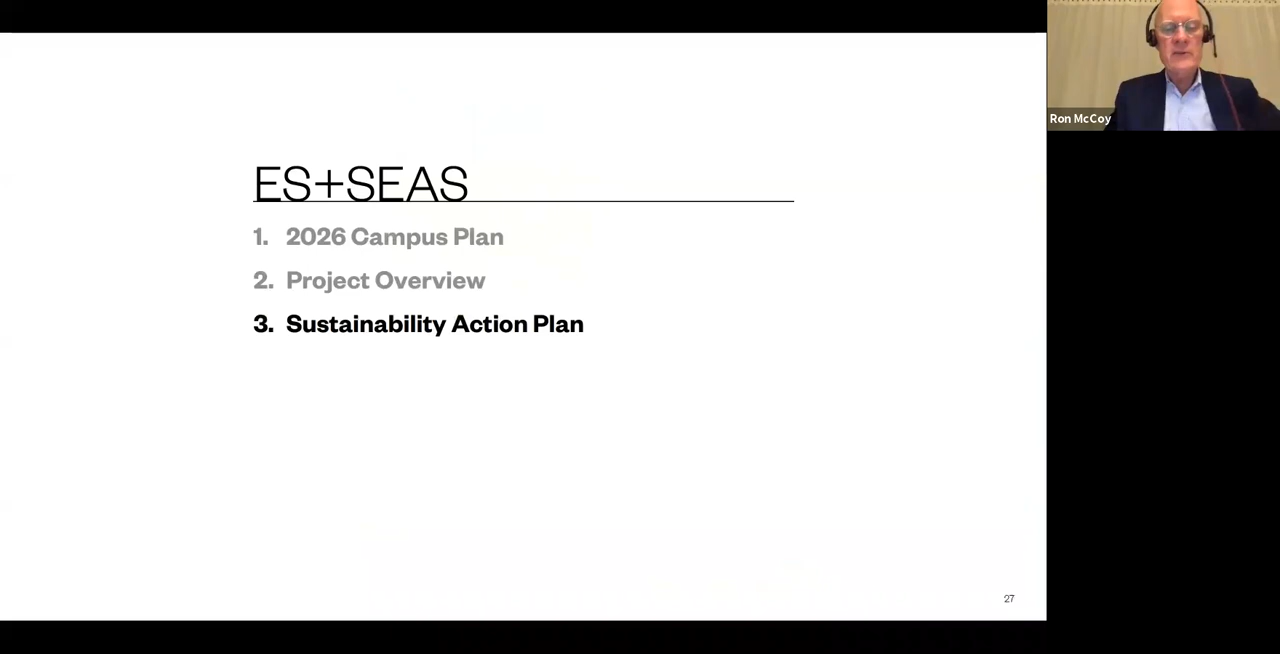 ES+SEAS
1. 2026 Campus Plan
2. Project Overview
3. Sustainability Action Plan
27
Ron McCoy